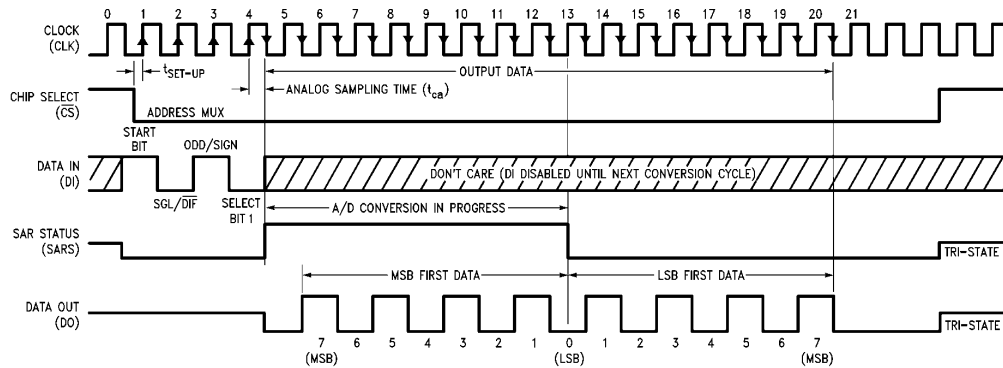 0 1 2 3 4 5 6 7 8 9 10 11 12 13 14 15 16 17 18 19 20 21
CLOCK
(CLK)
tSET-UP
OUTPUT DATA
ANALOG SAMPLING TIME (tca)
CHIP SELECT
(CS)
ADDRESS MUX
START
BIT
ODD/SIGN
DATA IN
(DI)
DON'T CARE (DI DISABLED UNTIL NEXT CONVERSION CYCLE)
SGL/DIF
SELECT
BIT 1
A/D CONVERSION IN PROGRESS
SAR STATUS
(SARS)
TRI-STATE
MSB FIRST DATA
LSB FIRST DATA
DATA OUT
(DO)
TRI-STATE
7 6 5 4 3 2 1 0 1 2 3 4 5 6 7
(MSB) (LSB) (MSB)